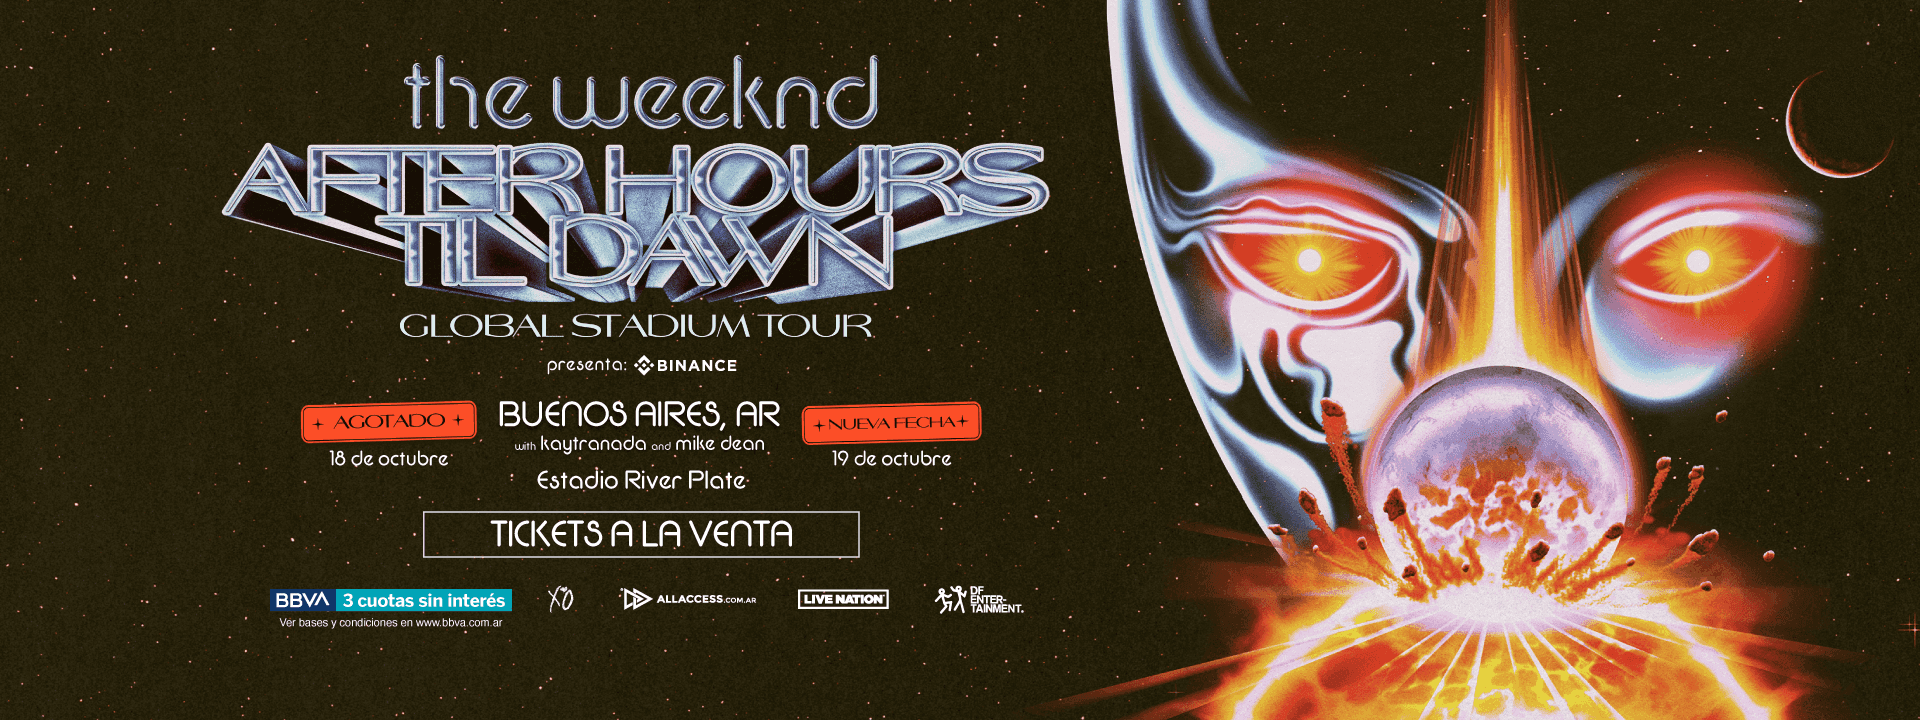 the weeknd
AFTER HOURS
TIL DAWN
GLOBAL STADIUM TOUR
presenta: BINANCE
AGOTADO
18 de octubre
BUENOS AIRES, AR
with kaytranada and mike dean
Estadio River Plate
NUEVA FECHA
19 de octubre
TICKETS A LA VENTA
BBVA 3 cuotas sin interés
Ver bases y condiciones en www.bbva.com.ar
XO
ALLACCESS.COM.AR
LIVE NATION
DF
ENTER-
TAINMENT.